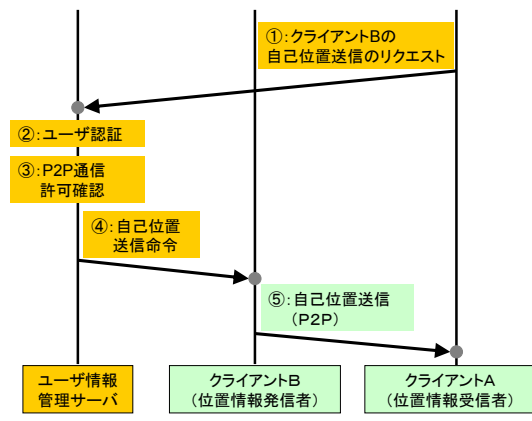 ①:クライアントBの
自己位置送信のリクエスト
②:ユーザ認証
③:P2P通信
許可確認
④:自己位置
送信命令
⑤:自己位置送信
（P2P）
ユーザ情報
管理サーバ
クライアントB
（位置情報発信者）
クライアントA
（位置情報受信者）